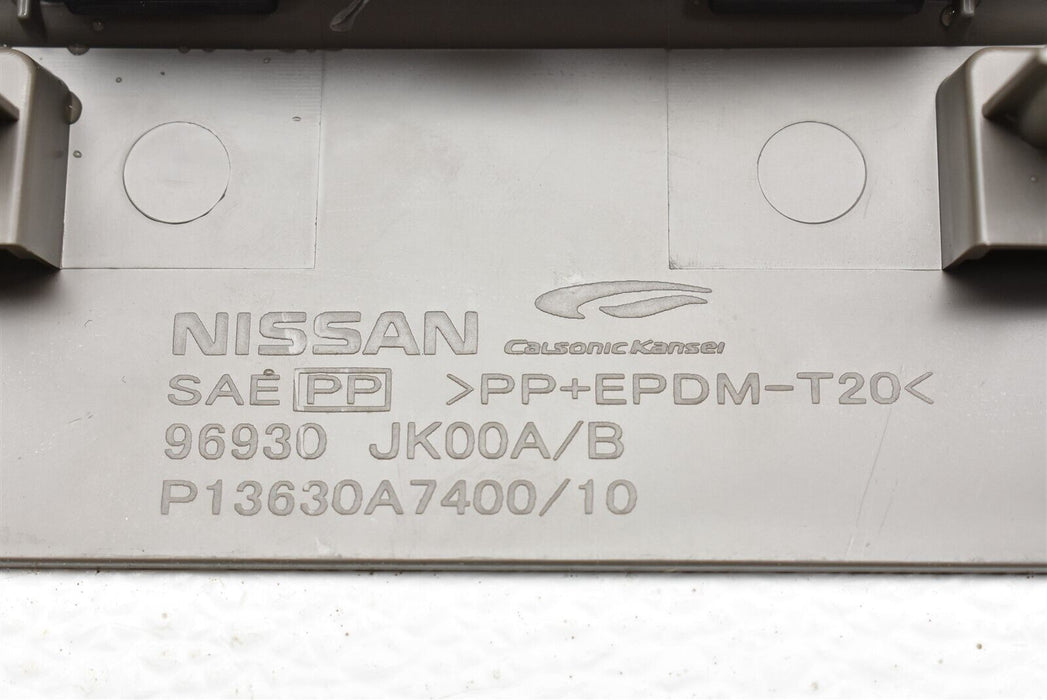 NISSAN CalsonicKansei
SAE PP >PP+EPDM-T20<
96930 JK00A/B
P13630A7400/10